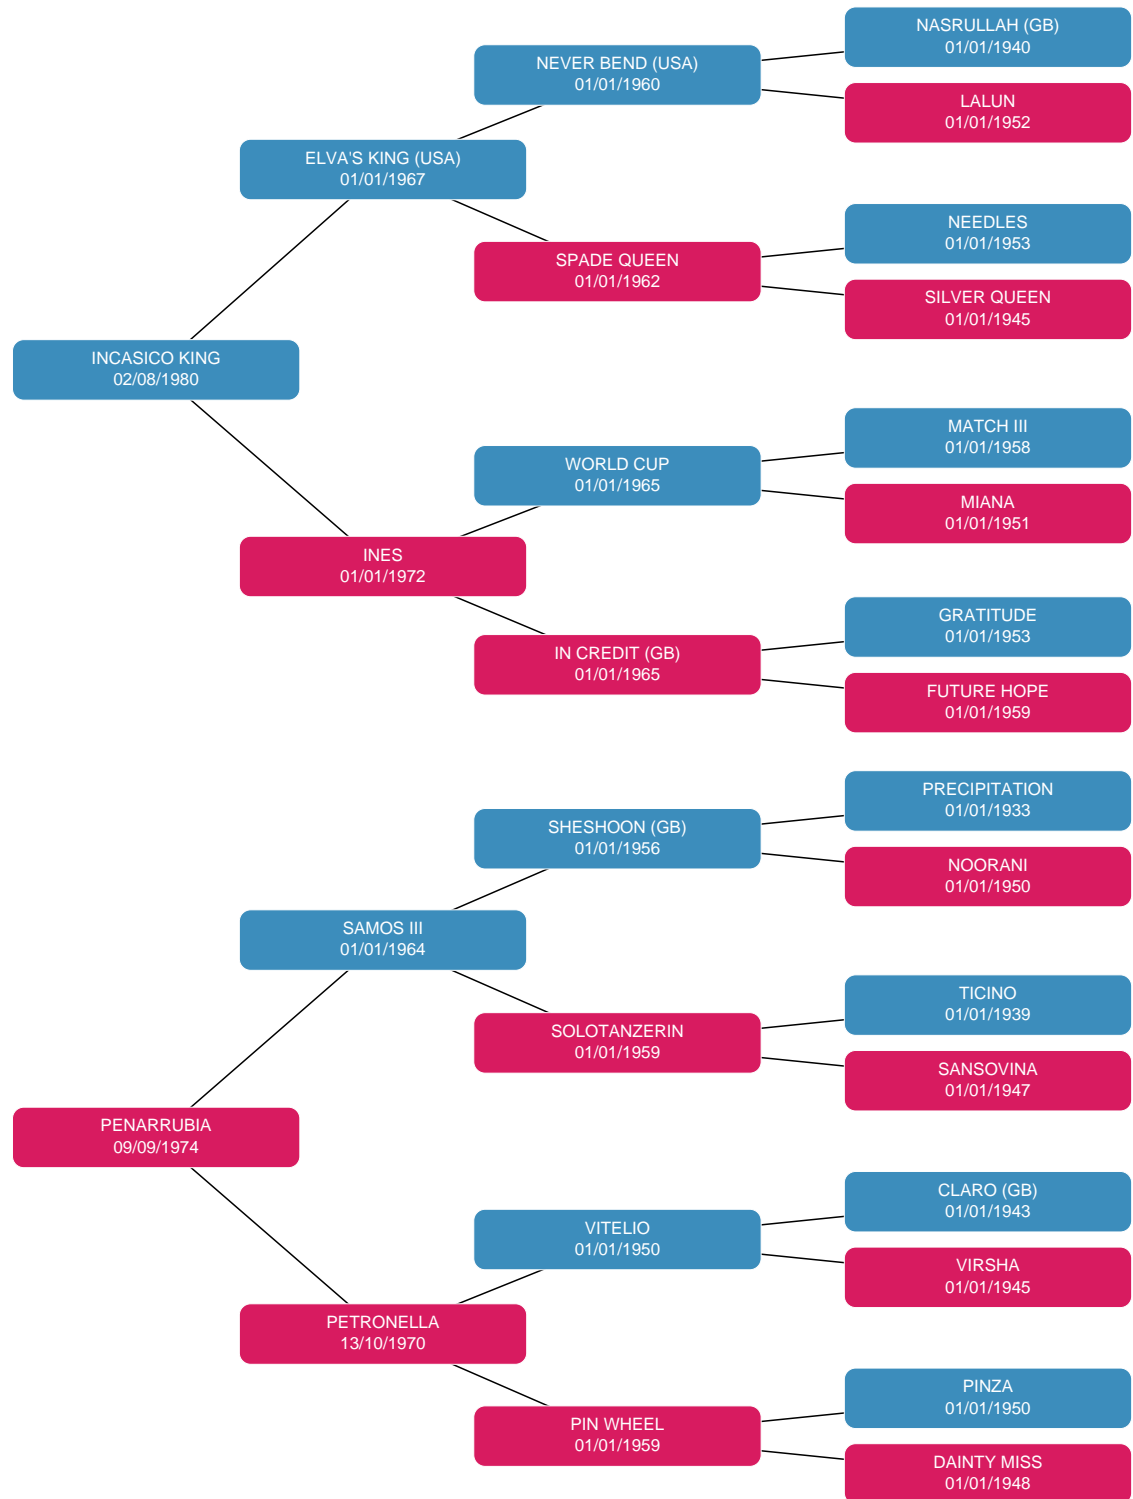 NASRULLAH (GB)
01/01/1940
NEVER BEND (USA)
01/01/1960
LALUN
01/01/1952
ELVA'S KING (USA)
01/01/1967
NEEDLES
01/01/1953
SPADE QUEEN
01/01/1962
SILVER QUEEN
01/01/1945
INCASICO KING
02/08/1980
MATCH III
01/01/1958
WORLD CUP
01/01/1965
MIANA
01/01/1951
INES
01/01/1972
GRATITUDE
01/01/1953
IN CREDIT (GB)
01/01/1965
FUTURE HOPE
01/01/1959
PRECIPITATION
01/01/1933
SHESHOON (GB)
01/01/1956
NOORANI
01/01/1950
SAMOS III
01/01/1964
TICINO
01/01/1939
SOLOTANZERIN
01/01/1959
SANSOVINA
01/01/1947
PENARRUBIA
09/09/1974
CLARO (GB)
01/01/1943
VITELIO
01/01/1950
VIRSHA
01/01/1945
PETRONELLA
13/10/1970
PINZA
01/01/1950
PIN WHEEL
01/01/1959
DAINTY MISS
01/01/1948